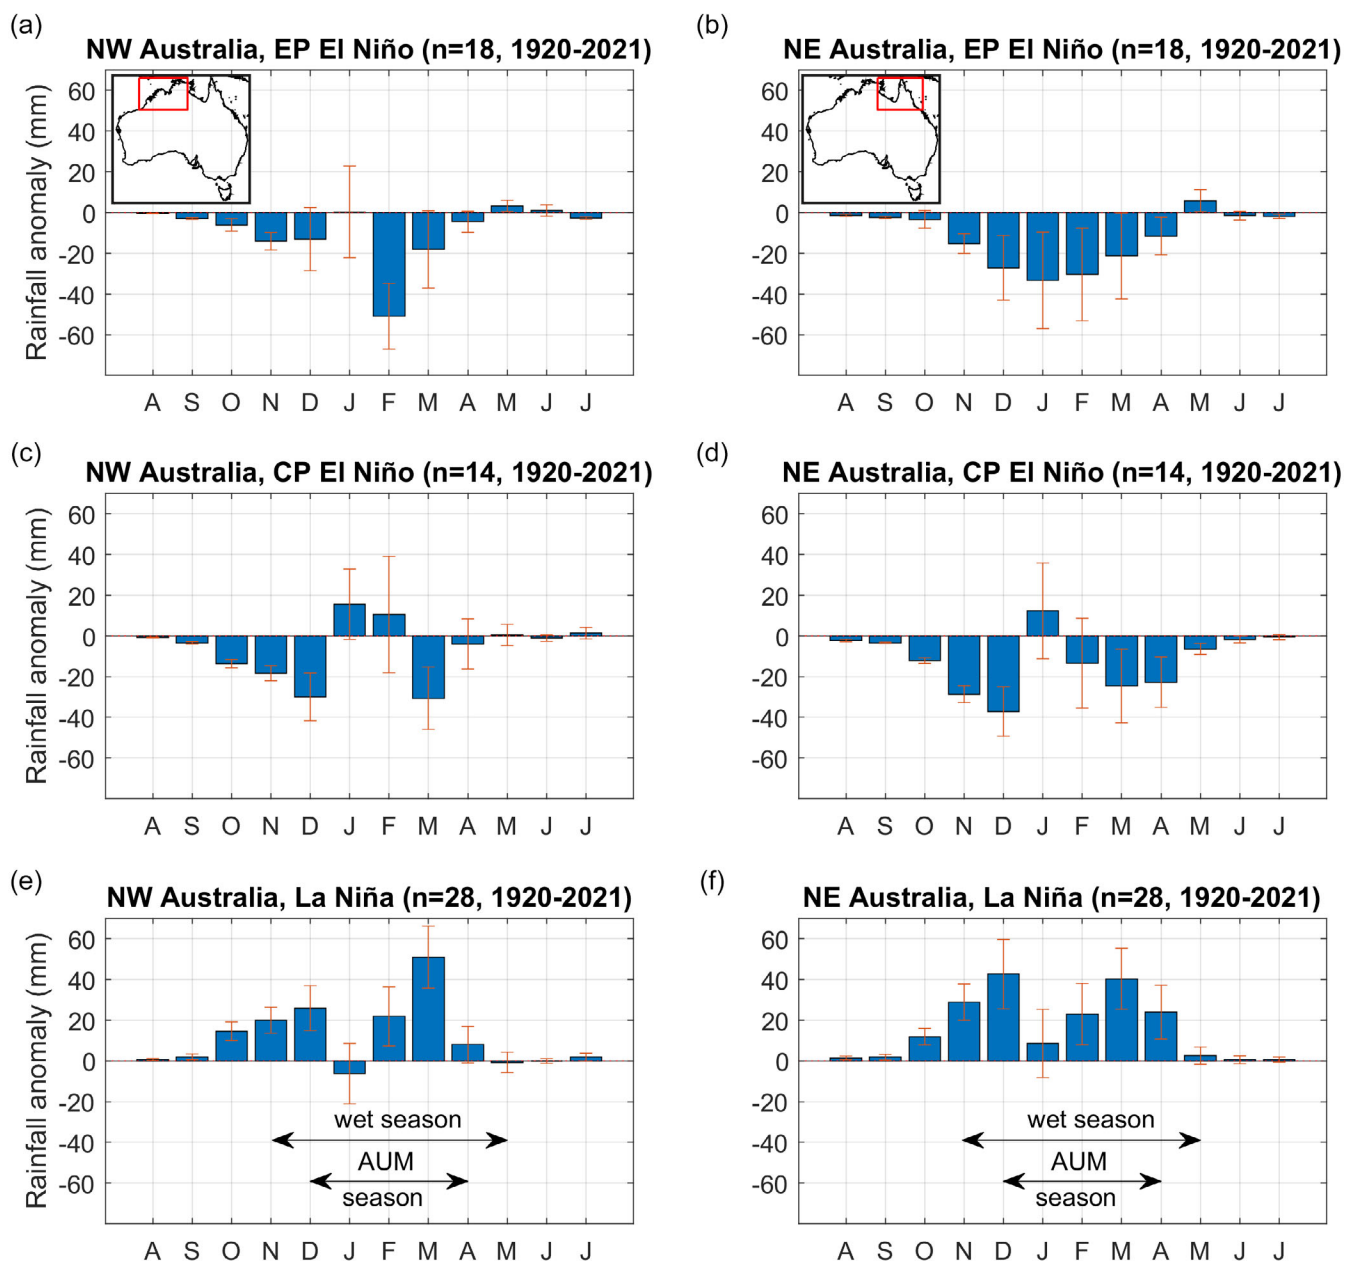 (a)
NW Australia, EP El Niño (n=18, 1920-2021)
60
40
20
0
-20
-40
-60
Rainfall anomaly (mm)
A S O N D J F M A M J J
(b)
NE Australia, EP El Niño (n=18, 1920-2021)
60
40
20
0
-20
-40
-60
A S O N D J F M A M J J
(c)
NW Australia, CP El Niño (n=14, 1920-2021)
60
40
20
0
-20
-40
-60
Rainfall anomaly (mm)
A S O N D J F M A M J J
(d)
NE Australia, CP El Niño (n=14, 1920-2021)
60
40
20
0
-20
-40
-60
A S O N D J F M A M J J
(e)
NW Australia, La Niña (n=28, 1920-2021)
60
40
20
0
-20
-40
-60
Rainfall anomaly (mm)
wet season
AUM
season
A S O N D J F M A M J J
(f)
NE Australia, La Niña (n=28, 1920-2021)
60
40
20
0
-20
-40
-60
wet season
AUM
season
A S O N D J F M A M J J